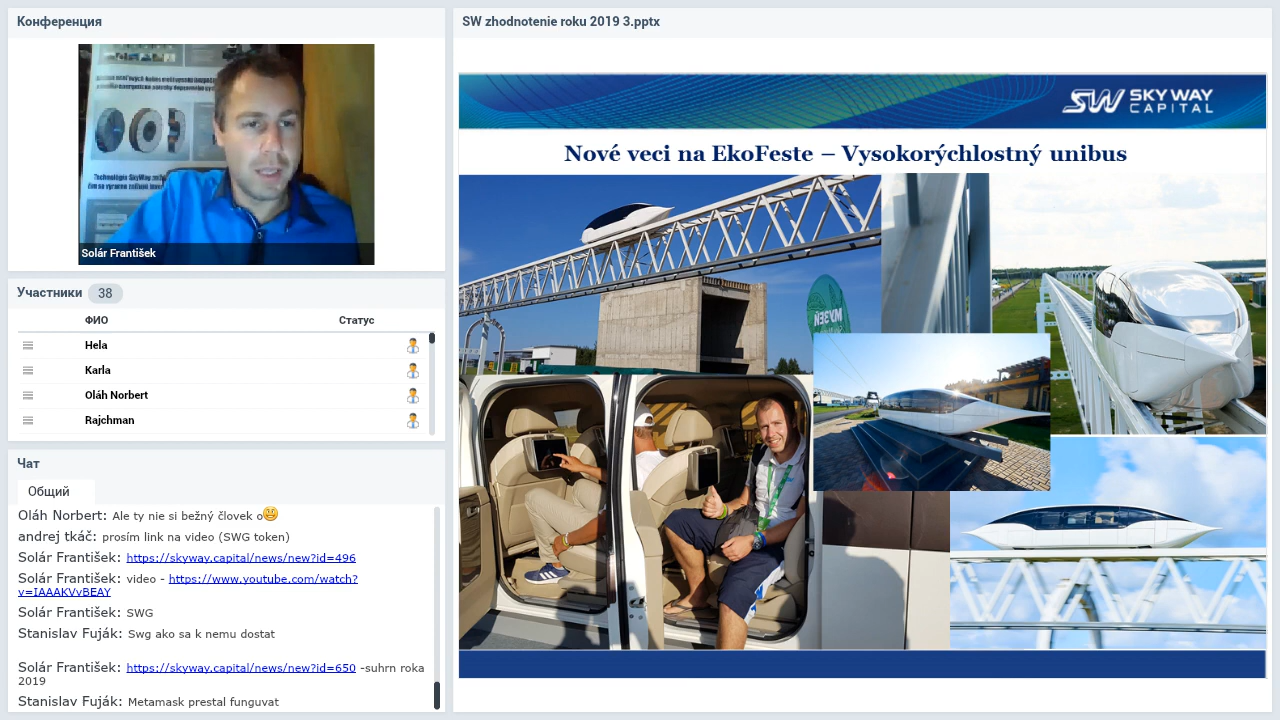 Конференция
Solár František
Участники 38
ФИО Статус
Hela
Karla
Oláh Norbert
Rajchman
Чат
Общий
Oláh Norbert: Ale ty nie si bežný človek o
andrej tkáč: prosím link na video (SWG token)
Solár František: https://skyway.capital/news/new?id=496
Solár František: video - https://www.youtube.com/watch?
v=IAAAKVvBEAY
Solár František: SWG
Stanislav Fuják: Swg ako sa k nemu dostat
Solár František: https://skyway.capital/news/new?id=650 -suhrn roka
2019
Stanislav Fuják: Metamask prestal funguvat
SW zhodnotenie roku 2019 3.pptx
SW SKY WAY
CAPITAL
Nové veci na EkoFeste – Vysokorýchlostný unibus
МУЗЕЙ